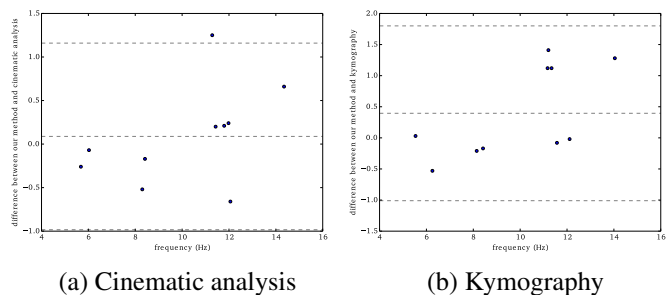 1.5
1.0
0.5
0.0
−0.5
−1.0
4 6 8 10 12 14 16
frequency (Hz)
difference between our method and cinematic analysis
(a) Cinematic analysis
2.0
1.5
1.0
0.5
0.0
−0.5
−1.0
−1.5
4 6 8 10 12 14 16
frequency (Hz)
difference between our method and kymography
(b) Kymography